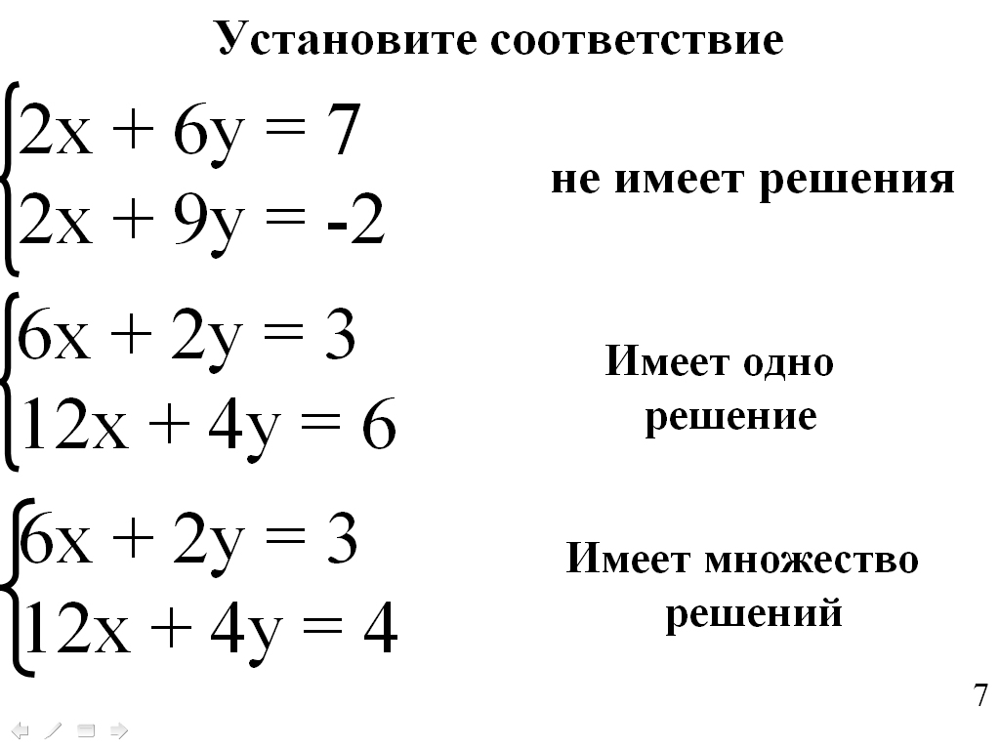 Установите соответствие
2x + 6y = 7
2x + 9y = -2
не имеет решения
6x + 2y = 3
12x + 4y = 6
Имеет одно
решение
6x + 2y = 3
12x + 4y = 4
Имеет множество
решений
7